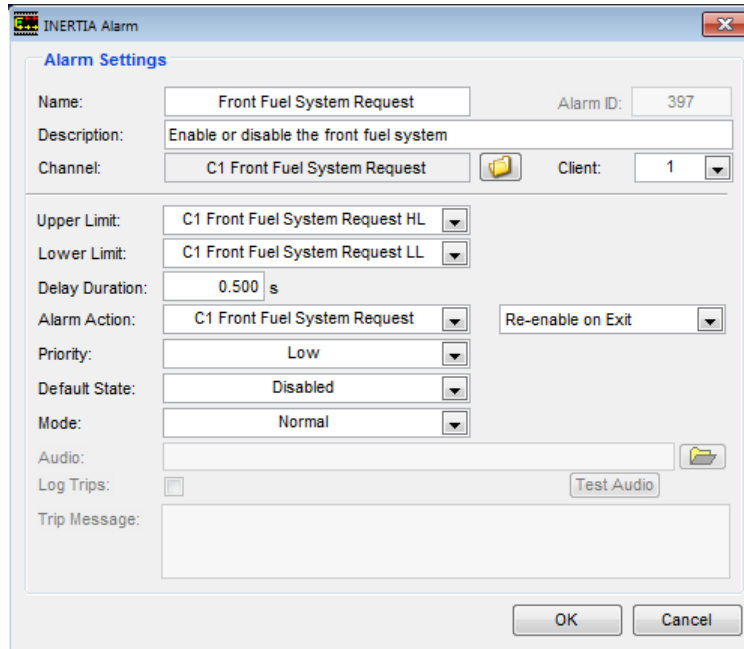 INERTIA Alarm
Alarm Settings
Name: Front Fuel System Request Alarm ID: 397
Description: Enable or disable the front fuel system
Channel: C1 Front Fuel System Request Client: 1
Upper Limit: C1 Front Fuel System Request HL
Lower Limit: C1 Front Fuel System Request LL
Delay Duration: 0.500 s
Alarm Action: C1 Front Fuel System Request Re-enable on Exit
Priority: Low
Default State: Disabled
Mode: Normal
Audio:
Log Trips: Test Audio
Trip Message:
OK Cancel